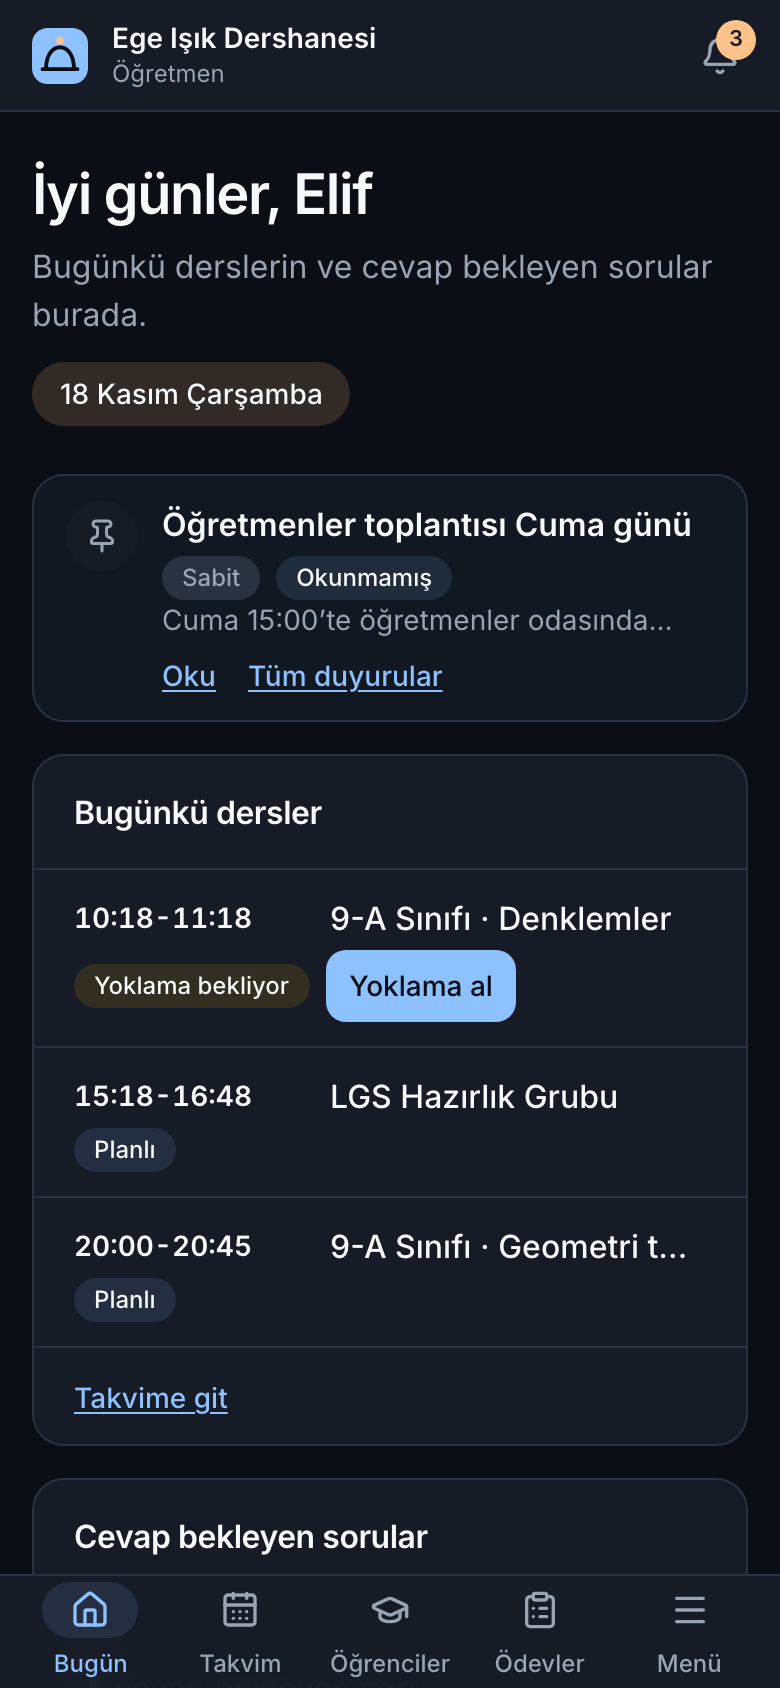 Ege Işık Dershanesi
Öğretmen
3
İyi günler, Elif
Bugünkü derslerin ve cevap bekleyen sorular
burada.
18 Kasım Çarşamba
Öğretmenler toplantısı Cuma günü
Sabit Okunmamış
Cuma 15:00’te öğretmenler odasında...
Oku Tüm duyurular
Bugünkü dersler
10:18-11:18 9-A Sınıfı · Denklemler
Yoklama bekliyor Yoklama al
15:18-16:48 LGS Hazırlık Grubu
Planlı
20:00-20:45 9-A Sınıfı · Geometri t...
Planlı
Takvime git
Cevap bekleyen sorular
Bugün Takvim Öğrenciler Ödevler Menü